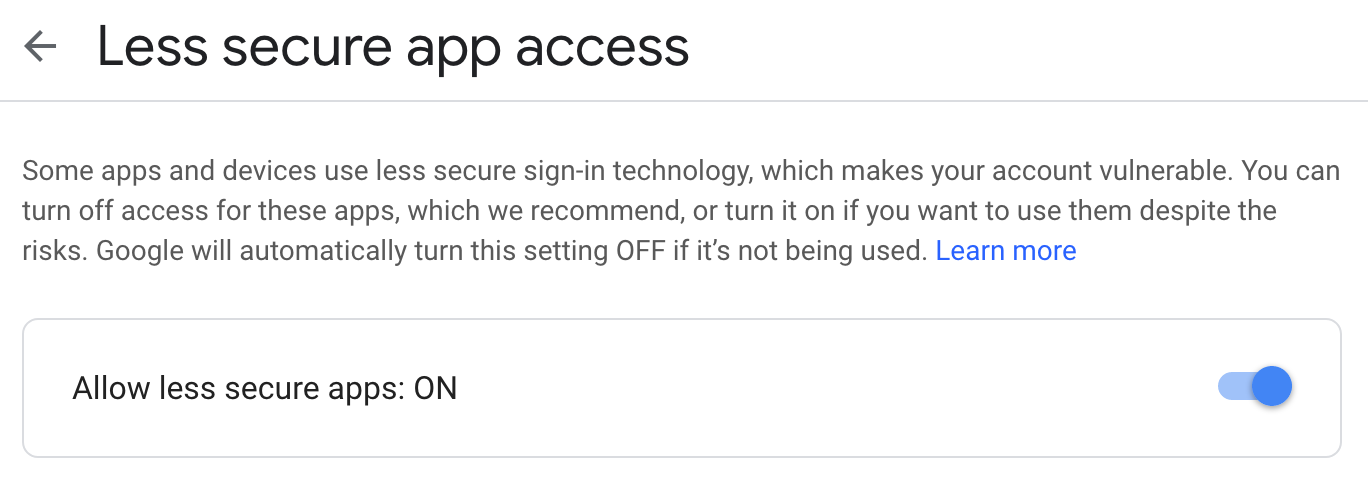 Less secure app access
Some apps and devices use less secure sign-in technology, which makes your account vulnerable. You can
turn off access for these apps, which we recommend, or turn it on if you want to use them despite the
risks. Google will automatically turn this setting OFF if it’s not being used. Learn more
Allow less secure apps: ON